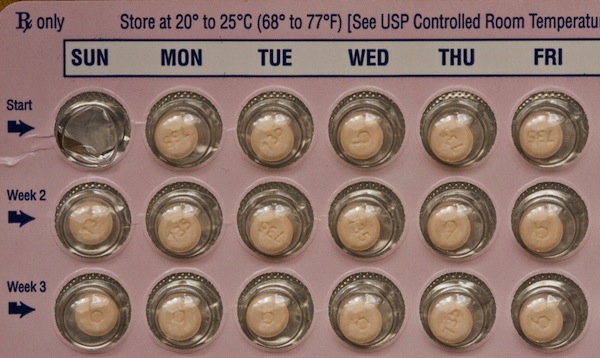 Rx only Store at 20° to 25°C (68° to 77°F) [See USP Controlled Room Temperatu
SUN MON TUE WED THU FRI
Start
Week 2
Week 3